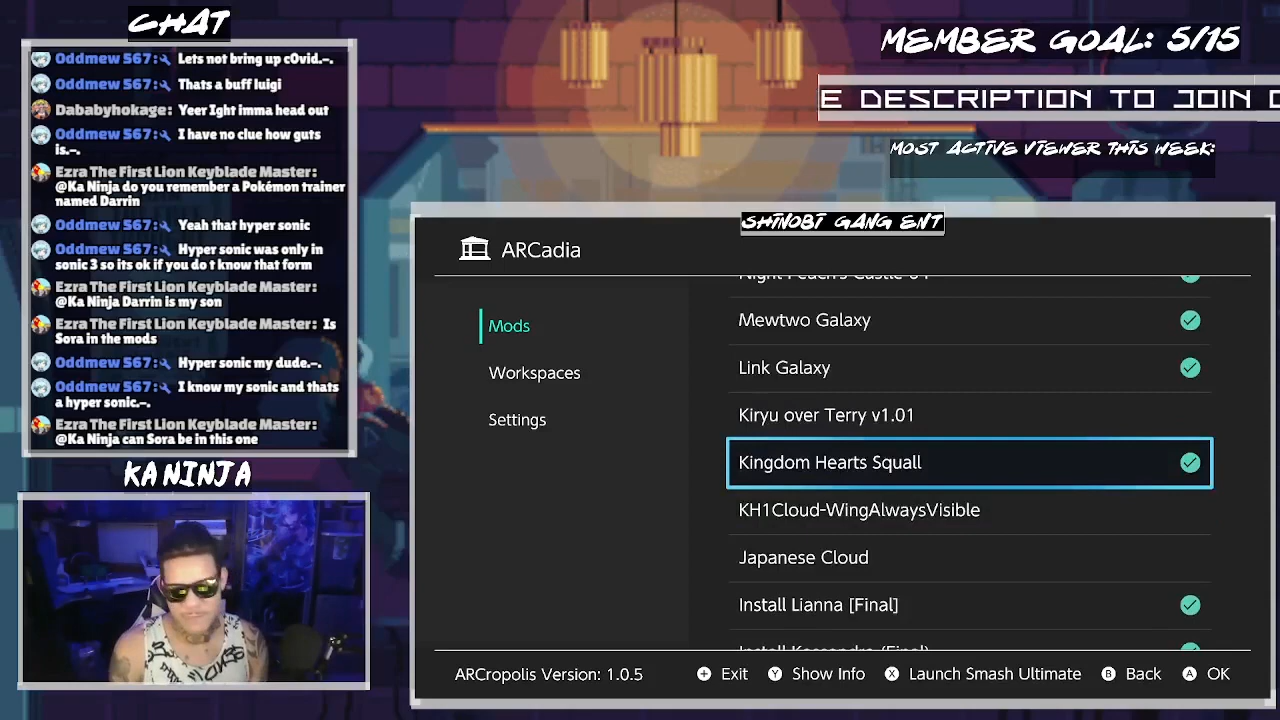 CHAT
Oddmew 567: Lets not bring up cOvid.-.
Oddmew 567: Thats a buff luigi
Dababyhokage: Yeer Ight imma head out
Oddmew 567: I have no clue how guts
is.-.
Ezra The First Lion Keyblade Master:
@Ka Ninja do you remember a Pokémon trainer
named Darrin
Oddmew 567: Yeah that hyper sonic
Oddmew 567: Hyper sonic was only in
sonic 3 so its ok if you do t know that form
Ezra The First Lion Keyblade Master:
@Ka Ninja Darrin is my son
Ezra The First Lion Keyblade Master: Is
Sora in the mods
Oddmew 567: Hyper sonic my dude.-.
Oddmew 567: I know my sonic and thats
a hyper sonic.-.
Ezra The First Lion Keyblade Master:
@Ka Ninja can Sora be in this one
KA NINJA
MEMBER GOAL: 5/15
E DESCRIPTION TO JOIN
MOST ACTIVE VIEWER THIS WEEK:
SHINOBI GANG ENT
ARCadia
Mods
Workspaces
Settings
Mewtwo Galaxy
Link Galaxy
Kiryu over Terry v1.01
Kingdom Hearts Squall
KH1Cloud-WingAlwaysVisible
Japanese Cloud
Install Lianna [Final]
ARCropolis Version: 1.0.5
+ Exit
Y Show Info
X Launch Smash Ultimate
B Back
A OK